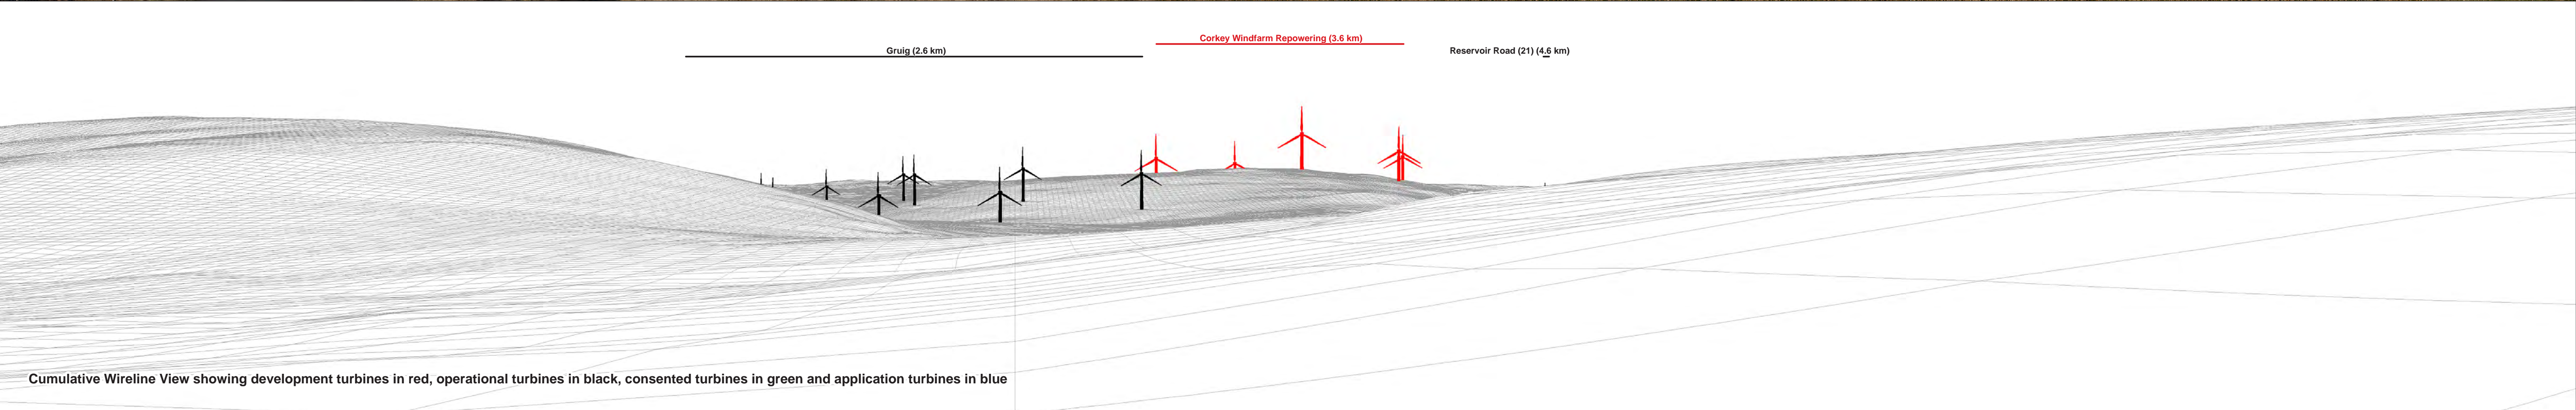 Corkey Windfarm Repowering (3.6 km)
Gruig (2.6 km)
Reservoir Road (21) (4.6 km)
Cumulative Wireline View showing development turbines in red, operational turbines in black, consented turbines in green and application turbines in blue